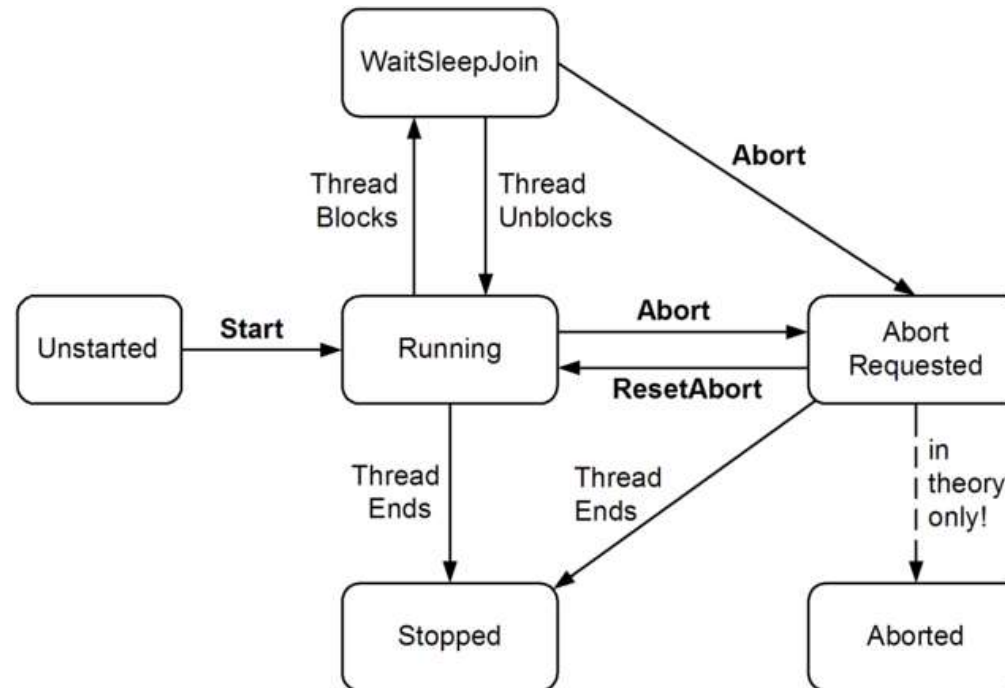 WaitSleepJoin
Abort
Thread
Blocks
Thread
Unblocks
Unstarted
Start
Running
Abort
ResetAbort
Abort
Requested
Thread
Ends
Thread
Ends
in
theory
only!
Stopped
Aborted